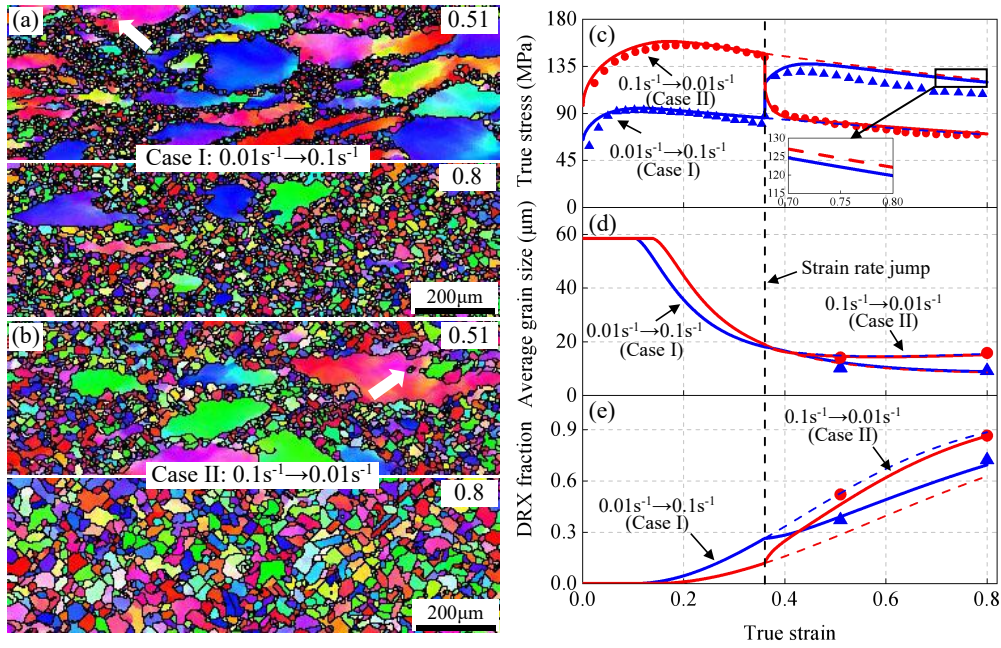 (a)
0.51
Case I: 0.01s⁻¹→0.1s⁻¹
0.8
200μm
(b)
0.51
Case II: 0.1s⁻¹→0.01s⁻¹
0.8
200μm
True stress (MPa)
180
135
90
45
0
(c)
0.1s⁻¹→0.01s⁻¹
(Case II)
0.01s⁻¹→0.1s⁻¹
(Case I)
130
125
120
115
0.70
0.75
0.80
Average grain size (μm)
60
40
20
0
(d)
Strain rate jump
0.1s⁻¹→0.01s⁻¹
(Case II)
0.01s⁻¹→0.1s⁻¹
(Case I)
DRX fraction
0.9
0.6
0.3
0.0
(e)
0.1s⁻¹→0.01s⁻¹
(Case II)
0.01s⁻¹→0.1s⁻¹
(Case I)
0.0
0.2
0.4
0.6
0.8
True strain